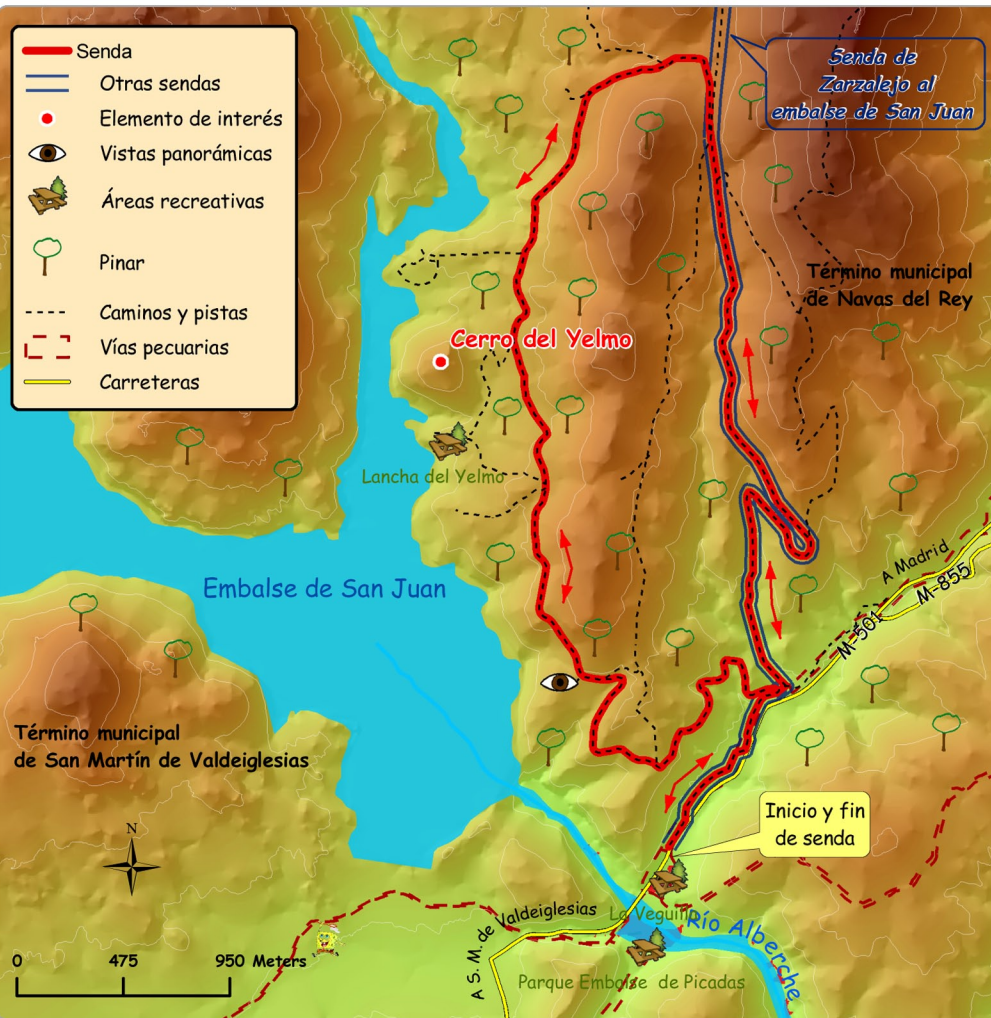 Senda
Otras sendas
Elemento de interés
Vistas panorámicas
Áreas recreativas
Pinar
Caminos y pistas
Vías pecuarias
Carreteras
Senda de
Zarzalejo al
embalse de San Juan
Término municipal
de Navas del Rey
Cerro del Yelmo
Lancha del Yelmo
Embalse de San Juan
A Madrid
M-855
M-501
Término municipal
de San Martín de Valdeiglesias
Inicio y fin
de senda
N
La Veguilla
Río Alberche
A S. M. de Valdeiglesias
Parque Embalse de Picadas
0 475 950 Meters